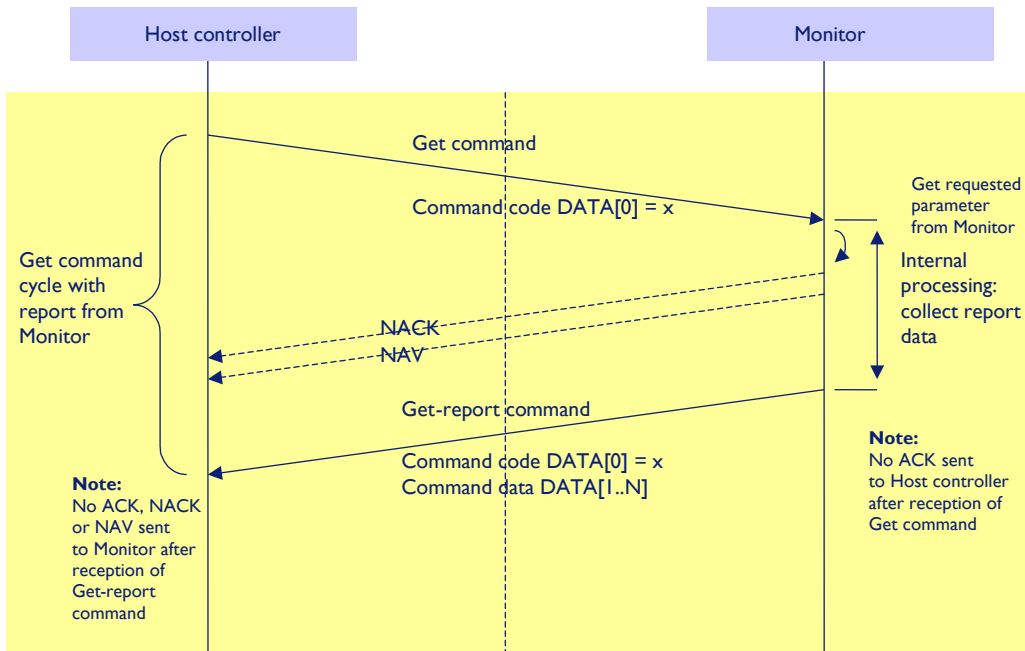 Host controller
Monitor
Get command
Command code DATA[0] = x
Get requested
parameter
from Monitor
Get command
cycle with
report from
Monitor
Internal
processing:
collect report
data
NACK
NAV
Get-report command
Command code DATA[0] = x
Command data DATA[1..N]
Note:
No ACK sent
to Host controller
after reception of
Get command
Note:
No ACK, NACK
or NAV sent
to Monitor after
reception of
Get-report
command